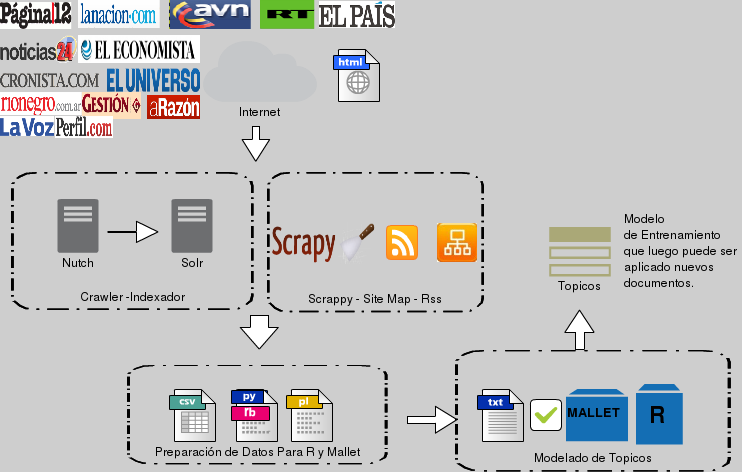 Página|12
lanacion.com
avn
RT
EL PAÍS
noticias24
EL ECONOMISTA
html
CRONISTA.COM
EL UNIVERSO
rionegro.com.ar
GESTIÓN
aRazón
La Voz
Perfil.com
Internet
Scrapy
Nutch
Solr
Crawler -Indexador
Scrappy - Site Map - Rss
Modelo
de Entrenamiento
que luego puede ser
aplicado nuevos
documentos.
Topicos
csv
py
rb
pl
Preparación de Datos Para R y Mallet
txt
MALLET
R
Modelado de Topicos